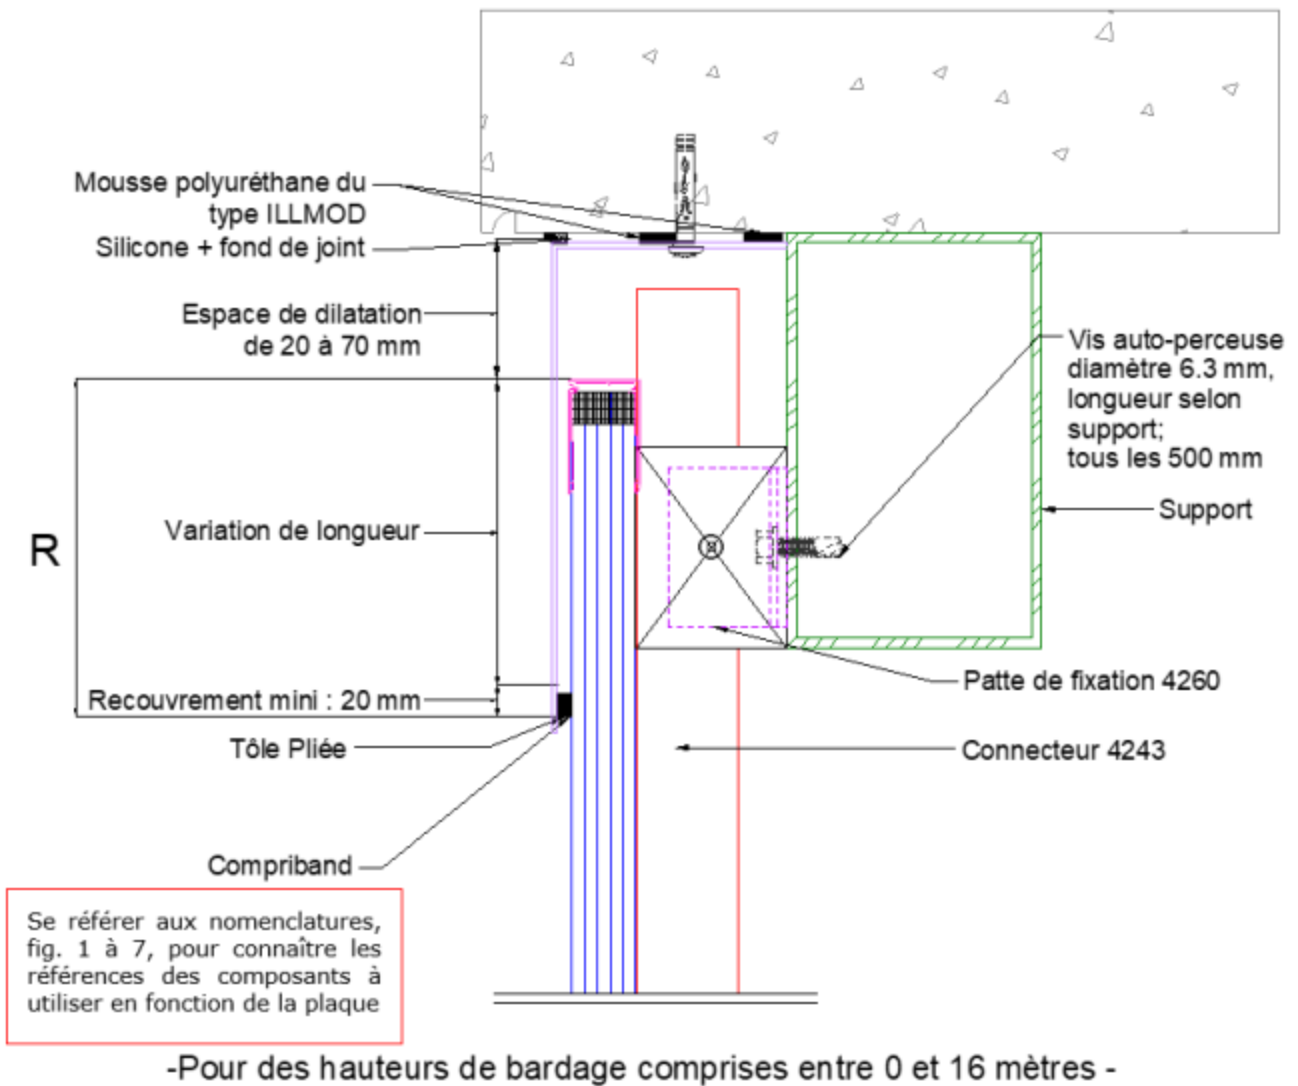 Mousse polyuréthane du
type ILLMOD
Silicone + fond de joint
Espace de dilatation
de 20 à 70 mm
Vis auto-perceuse
diamètre 6.3 mm,
longueur selon
support;
tous les 500 mm
Support
Variation de longueur
R
Patte de fixation 4260
Recouvrement mini : 20 mm
Tôle Pliée
Connecteur 4243
Compriband
Se référer aux nomenclatures,
fig. 1 à 7, pour connaître les
références des composants à
utiliser en fonction de la plaque
-Pour des hauteurs de bardage comprises entre 0 et 16 mètres -